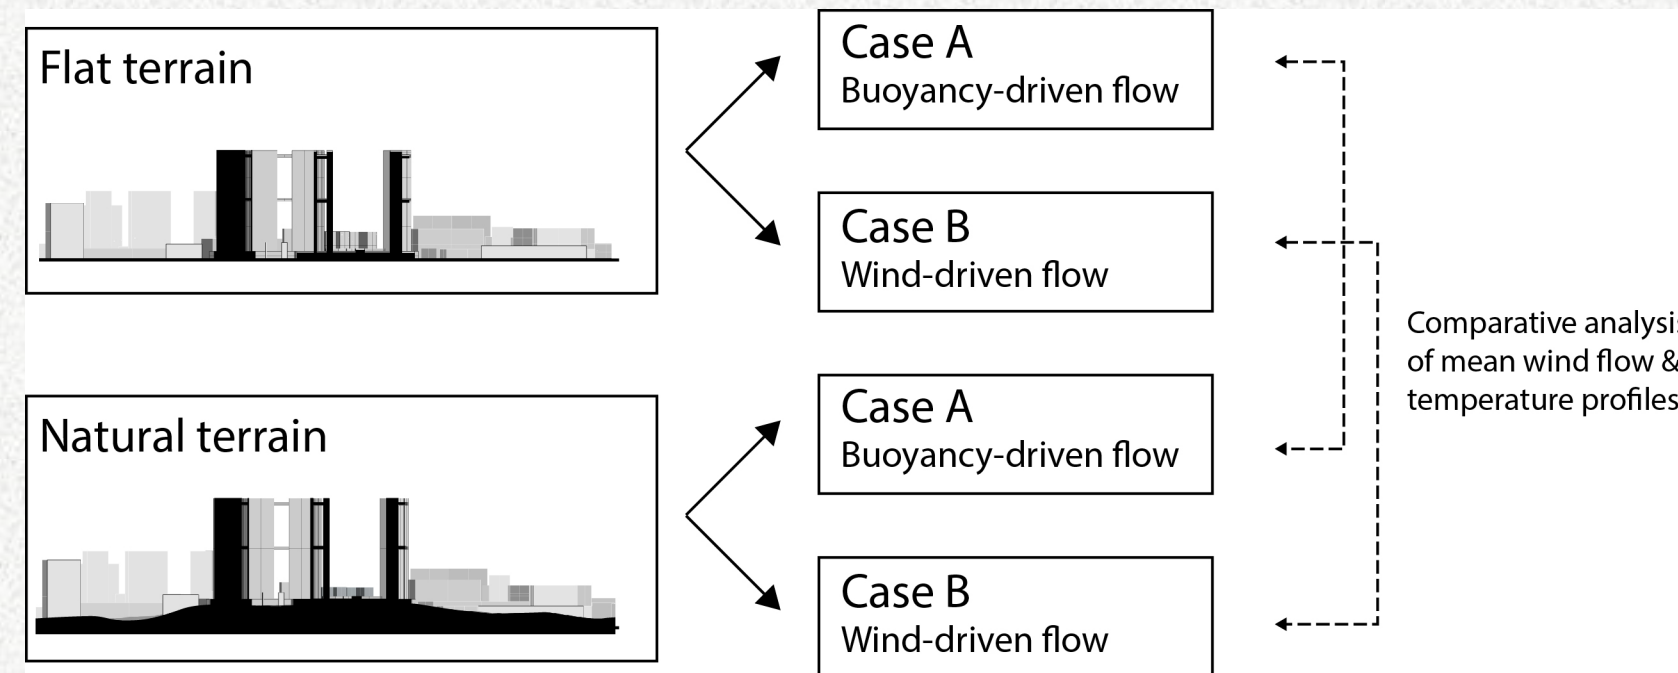 Flat terrain
Case A
Buoyancy-driven flow
Case B
Wind-driven flow
Natural terrain
Case A
Buoyancy-driven flow
Case B
Wind-driven flow
Comparative analysis
of mean wind flow &
temperature profiles